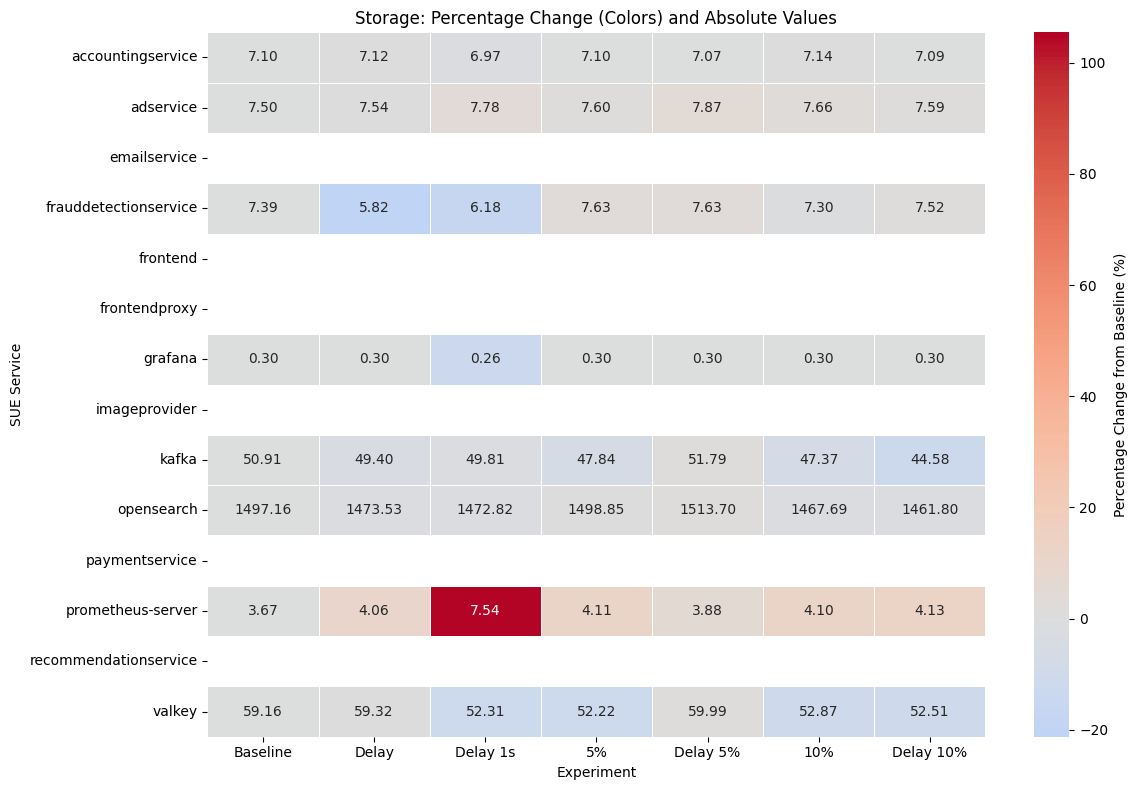 Storage: Percentage Change (Colors) and Absolute Values
SUE Service
accountingservice 7.10 7.12 6.97 7.10 7.07 7.14 7.09
adservice 7.50 7.54 7.78 7.60 7.87 7.66 7.59
emailservice
frauddetectionservice 7.39 5.82 6.18 7.63 7.63 7.30 7.52
frontend
frontendproxy
grafana 0.30 0.30 0.26 0.30 0.30 0.30 0.30
imageprovider
kafka 50.91 49.40 49.81 47.84 51.79 47.37 44.58
opensearch 1497.16 1473.53 1472.82 1498.85 1513.70 1467.69 1461.80
paymentservice
prometheus-server 3.67 4.06 7.54 4.11 3.88 4.10 4.13
recommendationservice
valkey 59.16 59.32 52.31 52.22 59.99 52.87 52.51
Baseline Delay Delay 1s 5% Delay 5% 10% Delay 10%
Experiment
100
80
60
40
20
0
−20
Percentage Change from Baseline (%)